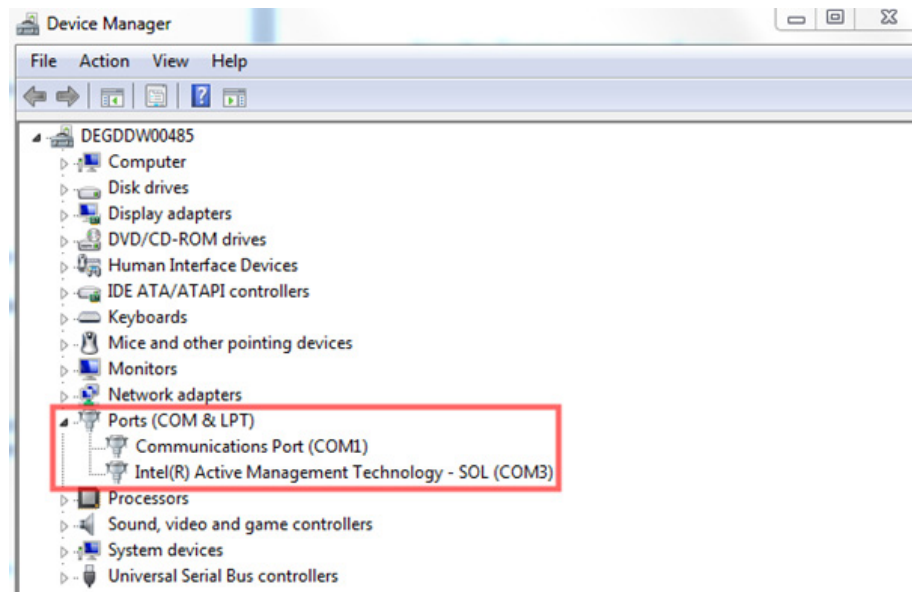 Device Manager
File Action View Help
DEGDDW00485
Computer
Disk drives
Display adapters
DVD/CD-ROM drives
Human Interface Devices
IDE ATA/ATAPI controllers
Keyboards
Mice and other pointing devices
Monitors
Network adapters
Ports (COM & LPT)
Communications Port (COM1)
Intel(R) Active Management Technology - SOL (COM3)
Processors
Sound, video and game controllers
System devices
Universal Serial Bus controllers